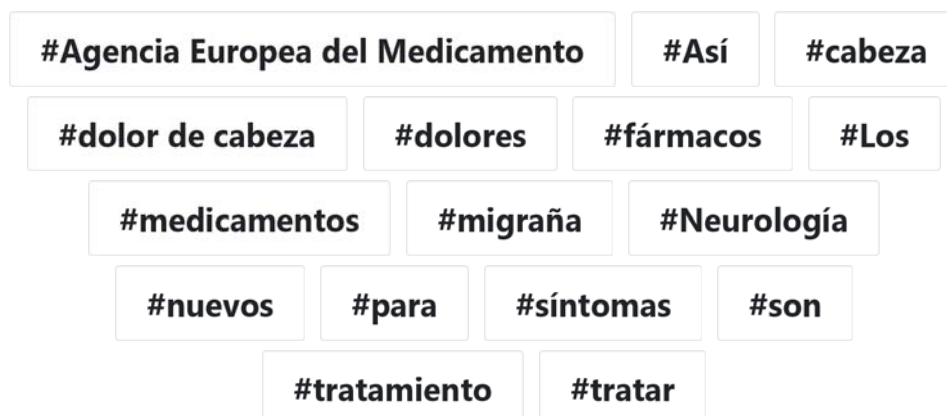 #Agencia Europea del Medicamento #Así #cabeza
#dolor de cabeza #dolores #fármacos #Los
#medicamentos #migraña #Neurología
#nuevos #para #síntomas #son
#tratamiento #tratar